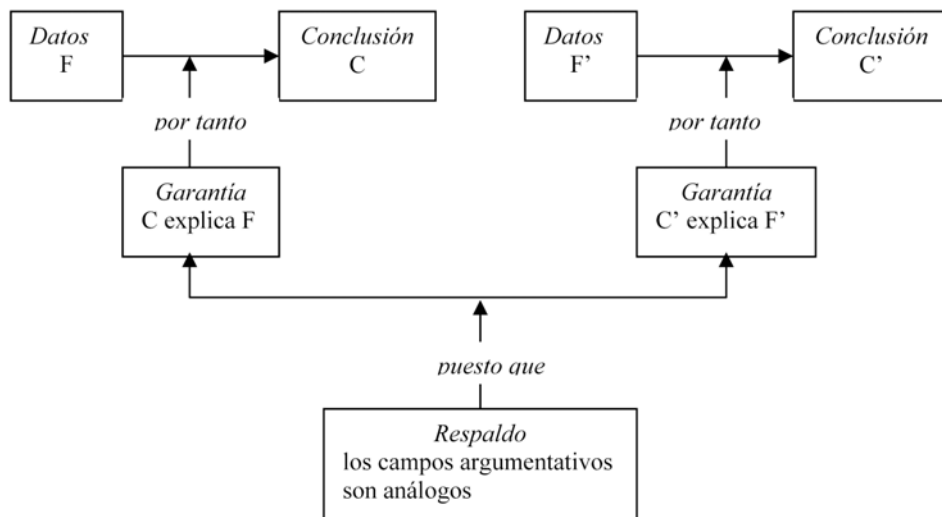 Datos
F
Conclusión
C
Datos
F’
Conclusión
C’
por tanto
por tanto
Garantía
C explica F
Garantía
C’ explica F’
puesto que
Respaldo
los campos argumentativos
son análogos